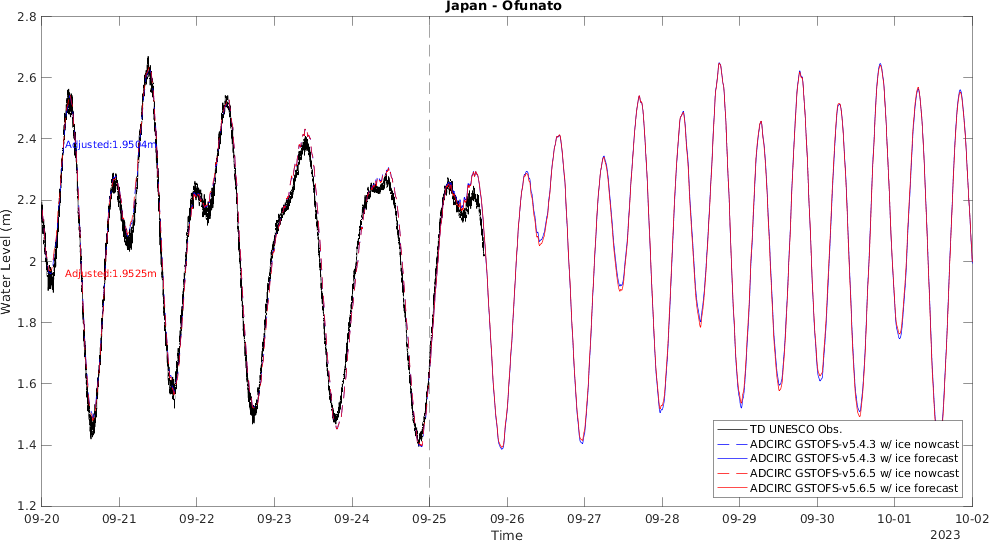 Japan - Ofunato
2.8
2.6
2.4
2.2
2
1.8
1.6
1.4
1.2
Water Level (m)
Adjusted:1.9504m
Adjusted:1.9525m
TD UNESCO Obs.
ADCIRC GSTOFS-v5.4.3 w/ ice nowcast
ADCIRC GSTOFS-v5.4.3 w/ ice forecast
ADCIRC GSTOFS-v5.6.5 w/ ice nowcast
ADCIRC GSTOFS-v5.6.5 w/ ice forecast
09-20 09-21 09-22 09-23 09-24 09-25 09-26 09-27 09-28 09-29 09-30 10-01 10-02
Time
2023